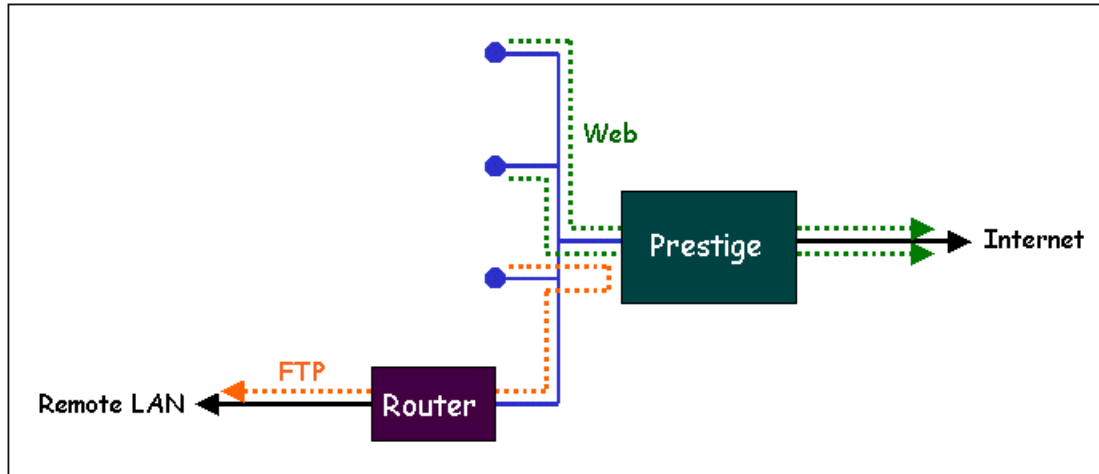 Web
Prestige
Internet
FTP
Remote LAN
Router